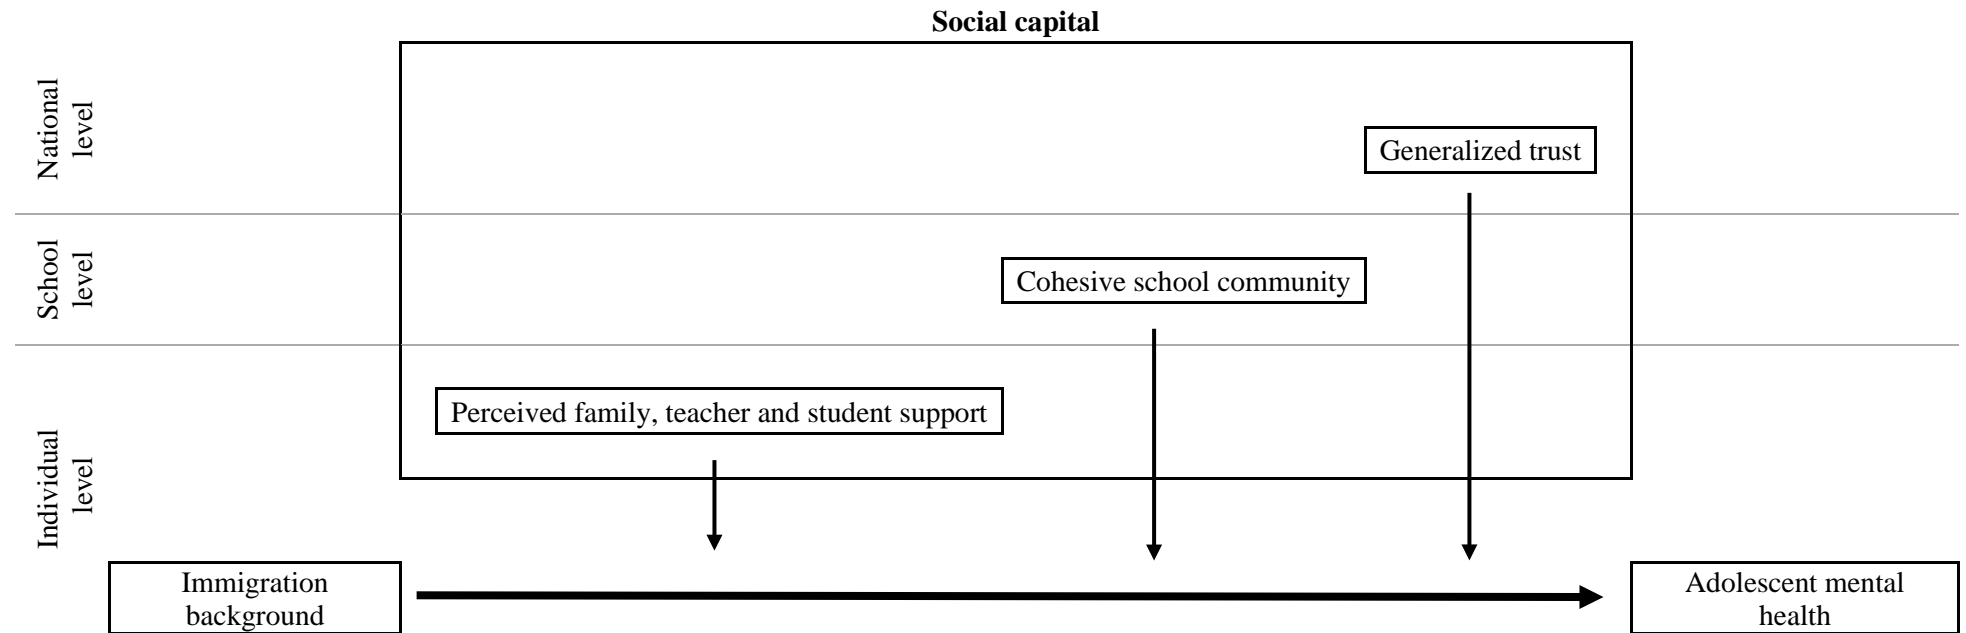 Social capital
National
level
Generalized trust
School
level
Cohesive school community
Individual
level
Perceived family, teacher and student support
Immigration
background
Adolescent mental
health